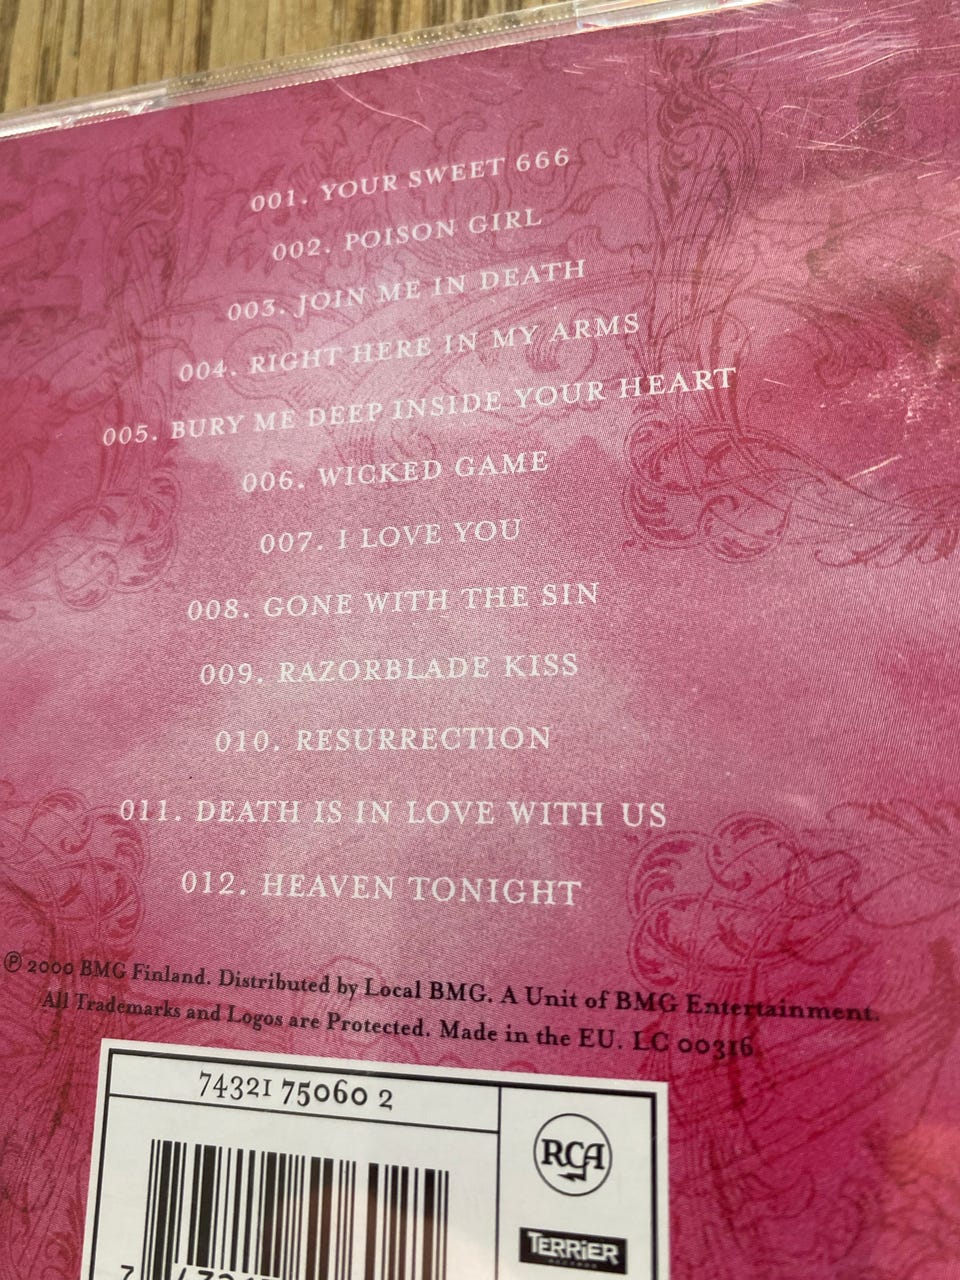 001. YOUR SWEET 666
002. POISON GIRL
003. JOIN ME IN DEATH
004. RIGHT HERE IN MY ARMS
005. BURY ME DEEP INSIDE YOUR HEART
006. WICKED GAME
007. I LOVE YOU
008. GONE WITH THE SIN
009. RAZORBLADE KISS
010. RESURRECTION
011. DEATH IS IN LOVE WITH US
012. HEAVEN TONIGHT
℗ 2000 BMG Finland. Distributed by Local BMG. A Unit of BMG Entertainment.
All Trademarks and Logos are Protected. Made in the EU. LC 00316.
74321 75060 2
RCA
TERRiER
RECORDS